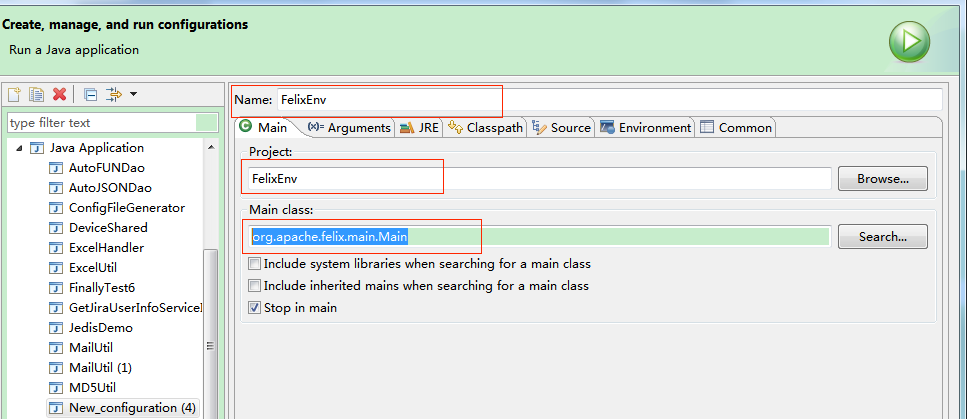 Create, manage, and run configurations
Run a Java application
Name: FelixEnv
type filter text
Main
(x)= Arguments
JRE
Classpath
Source
Environment
Common
Java Application
AutoFUNDao
AutoJSONDao
ConfigFileGenerator
DeviceShared
ExcelHandler
ExcelUtil
FinallyTest6
GetJiraUserInfoServiceI
JedisDemo
MailUtil
MailUtil (1)
MD5Util
New_configuration (4)
Project:
FelixEnv
Browse...
Main class:
org.apache.felix.main.Main
Search...
Include system libraries when searching for a main class
Include inherited mains when searching for a main class
Stop in main